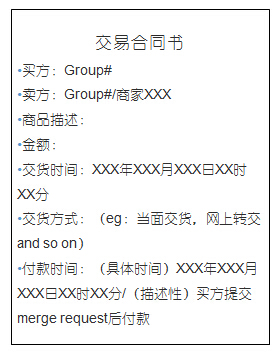 交易合同书
•买方：Group#
•卖方：Group#/商家XXX
•商品描述：
•金额：
•交货时间：XXX年XXX月XXX日XX时
XX分
•交货方式：（eg：当面交货，网上转交
and so on）
•付款时间：（具体时间）XXX年XXX月
XXX日XX时XX分/（描述性）买方提交
merge request后付款